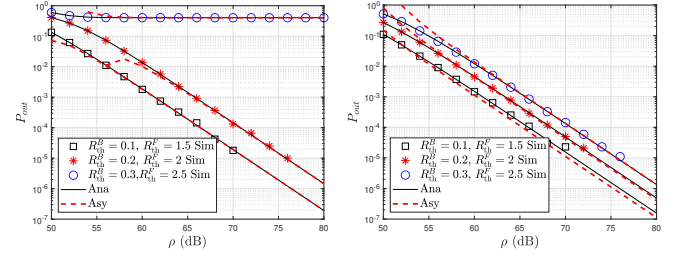 10^0
10^-1
10^-2
10^-3
10^-4
10^-5
10^-6
10^-7
P_out
R_th^B = 0.1, R_th^F = 1.5 Sim
R_th^B = 0.2, R_th^F = 2 Sim
R_th^B = 0.3, R_th^F = 2.5 Sim
Ana
Asy
50 55 60 65 70 75 80
ρ (dB)
10^0
10^-1
10^-2
10^-3
10^-4
10^-5
10^-6
10^-7
P_out
R_th^B = 0.1, R_th^F = 1.5 Sim
R_th^B = 0.2, R_th^F = 2 Sim
R_th^B = 0.3, R_th^F = 2.5 Sim
Ana
Asy
50 55 60 65 70 75 80
ρ (dB)